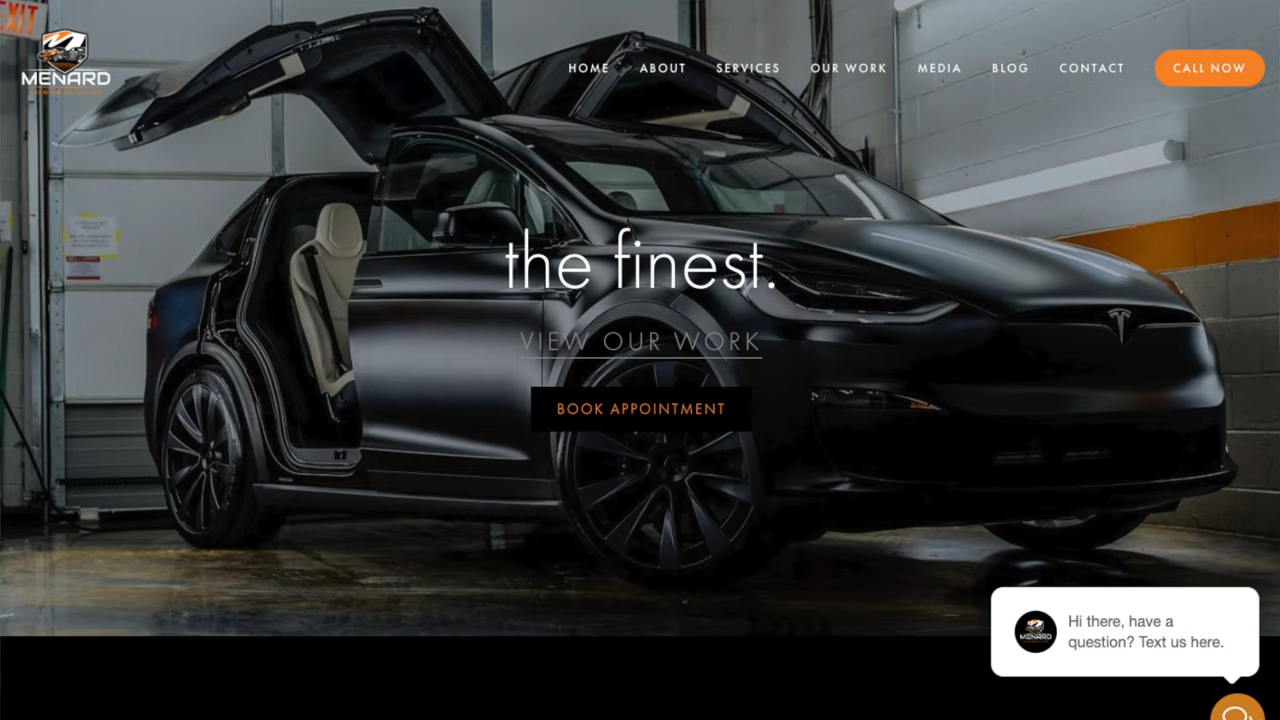 EXIT
MENARD
HOME ABOUT SERVICES OUR WORK MEDIA BLOG CONTACT CALL NOW
the finest.
VIEW OUR WORK
BOOK APPOINTMENT
MENARD
Hi there, have a
question? Text us here.